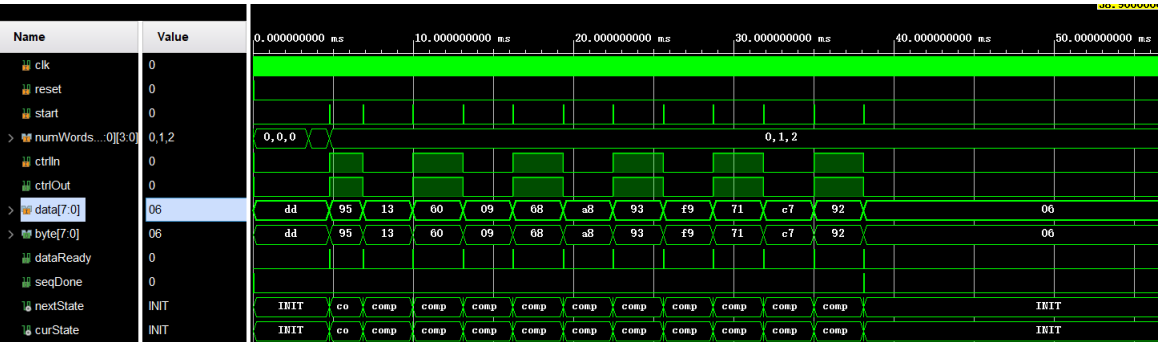 38.9000000
Name Value
0.000000000 ms 10.000000000 ms 20.000000000 ms 30.000000000 ms 40.000000000 ms 50.000000000 ms
clk 0
reset 0
start 0
numWords...:0][3:0] 0,1,2 0,0,0 0,1,2
ctrlIn 0
ctrlOut 0
data[7:0] 06 dd 95 13 60 09 68 a8 93 f9 71 c7 92 06
byte[7:0] 06 dd 95 13 60 09 68 a8 93 f9 71 c7 92 06
dataReady 0
seqDone 0
nextState INIT INIT co comp comp comp comp comp comp comp comp comp comp INIT
curState INIT INIT co comp comp comp comp comp comp comp comp comp comp INIT